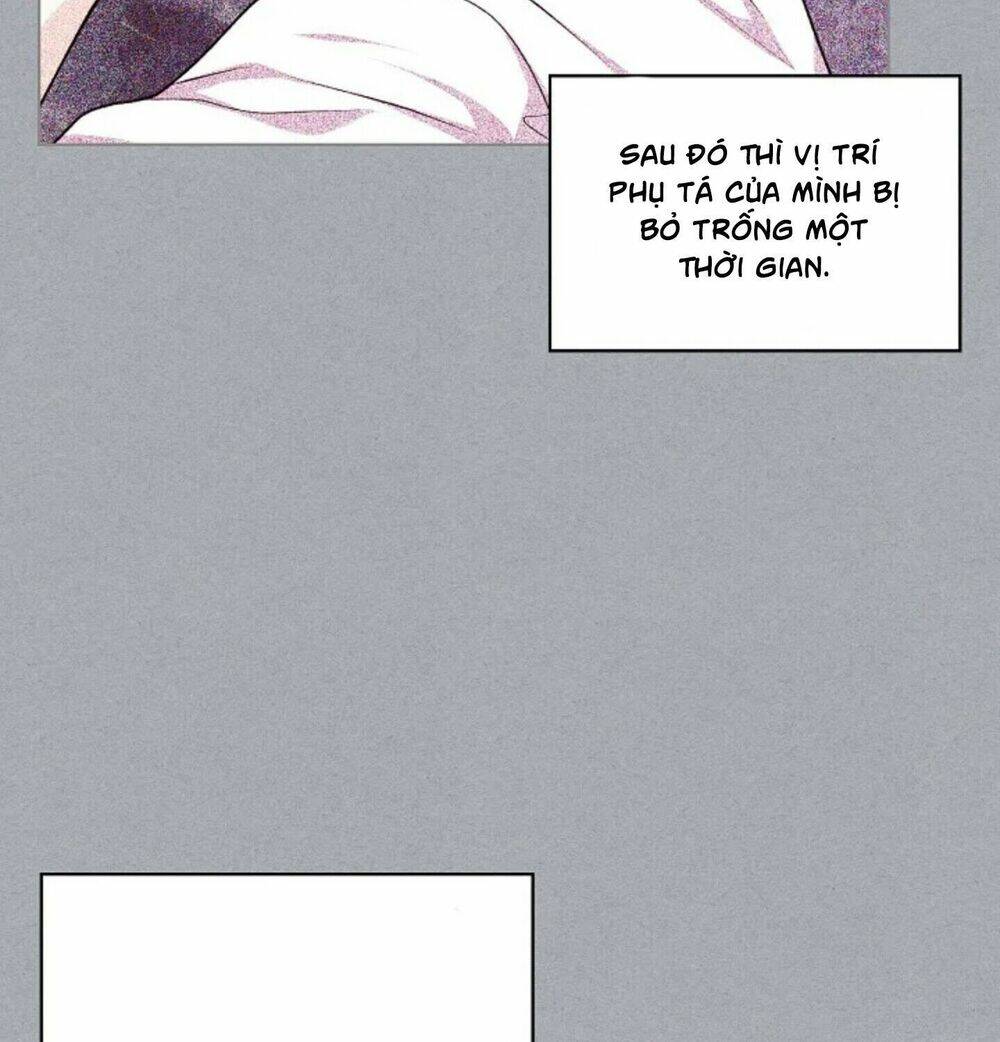 SAU ĐÓ THÌ VỊ TRÍ
PHỤ TÁ CỦA MÌNH BỊ
BỎ TRỐNG MỘT
THỜI GIAN.